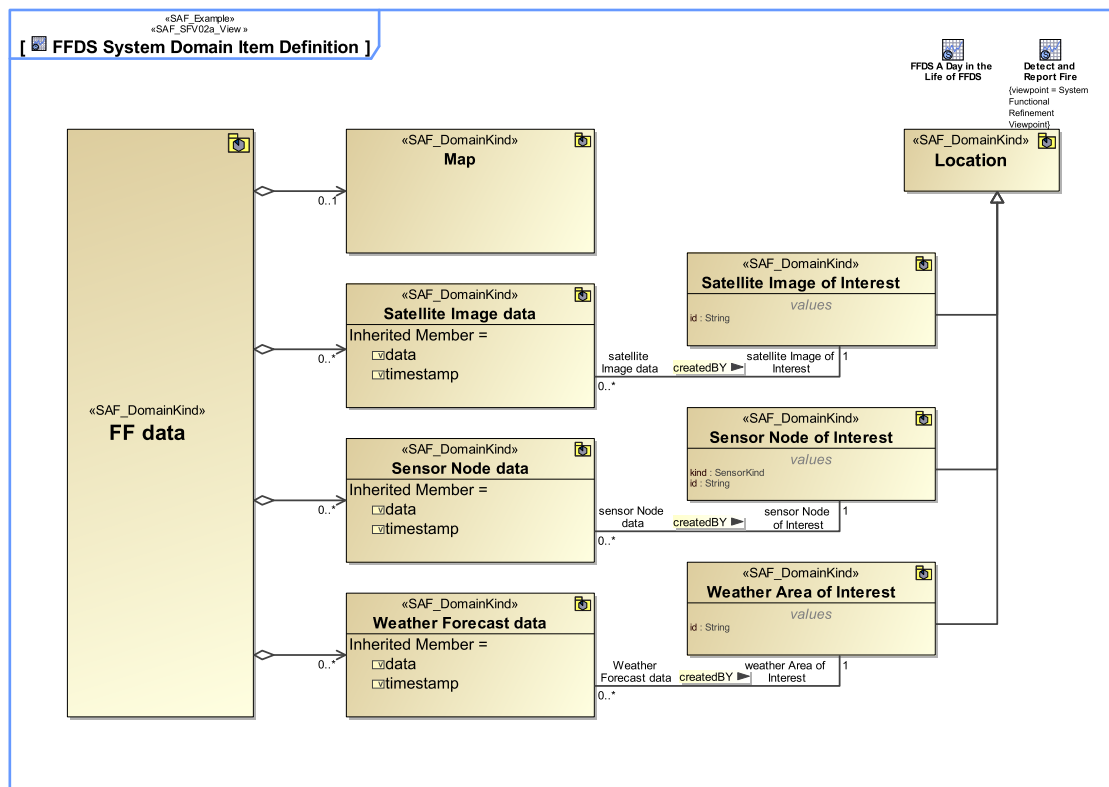 «SAF_Example»
«SAF_SFV02a_View »
[ FFDS System Domain Item Definition ]
FFDS A Day in the
Life of FFDS
Detect and
Report Fire
{viewpoint = System
Functional
Refinement
Viewpoint}
«SAF_DomainKind»
Location
«SAF_DomainKind»
FF data
0..1
0..*
0..*
0..*
«SAF_DomainKind»
Map
«SAF_DomainKind»
Satellite Image data
Inherited Member =
v data
v timestamp
satellite
Image data
0..*
createdBY
satellite Image of
Interest
1
«SAF_DomainKind»
Satellite Image of Interest
values
id : String
«SAF_DomainKind»
Sensor Node data
Inherited Member =
v data
v timestamp
sensor Node
data
0..*
createdBY
sensor Node
of Interest
1
«SAF_DomainKind»
Sensor Node of Interest
values
kind : SensorKind
id : String
«SAF_DomainKind»
Weather Forecast data
Inherited Member =
v data
v timestamp
Weather
Forecast data
0..*
createdBY
weather Area of
Interest
1
«SAF_DomainKind»
Weather Area of Interest
values
id : String